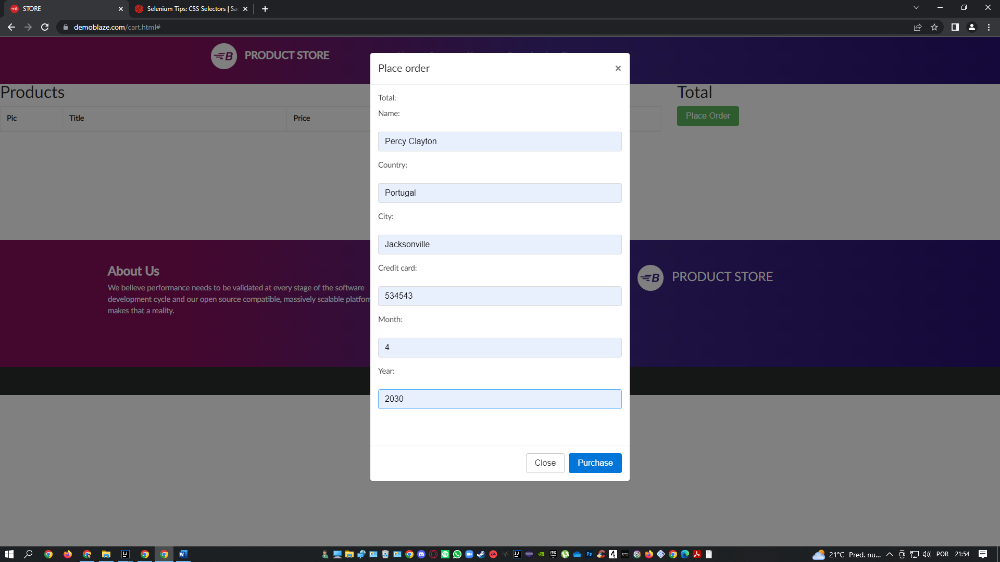 STORE
Selenium Tips: CSS Selectors | Sa
demoblaze.com/cart.html#
PRODUCT STORE
Place order
×
Products
Total
Pic
Title
Price
Place Order
Total:
Name:
Percy Clayton
Country:
Portugal
City:
Jacksonville
Credit card:
534543
Month:
4
Year:
2030
Close
Purchase
About Us
We believe performance needs to be validated at every stage of the software
development cycle and our open source compatible, massively scalable platfor
makes that a reality.
PRODUCT STORE
21°C Pred. nu...
POR
21:54